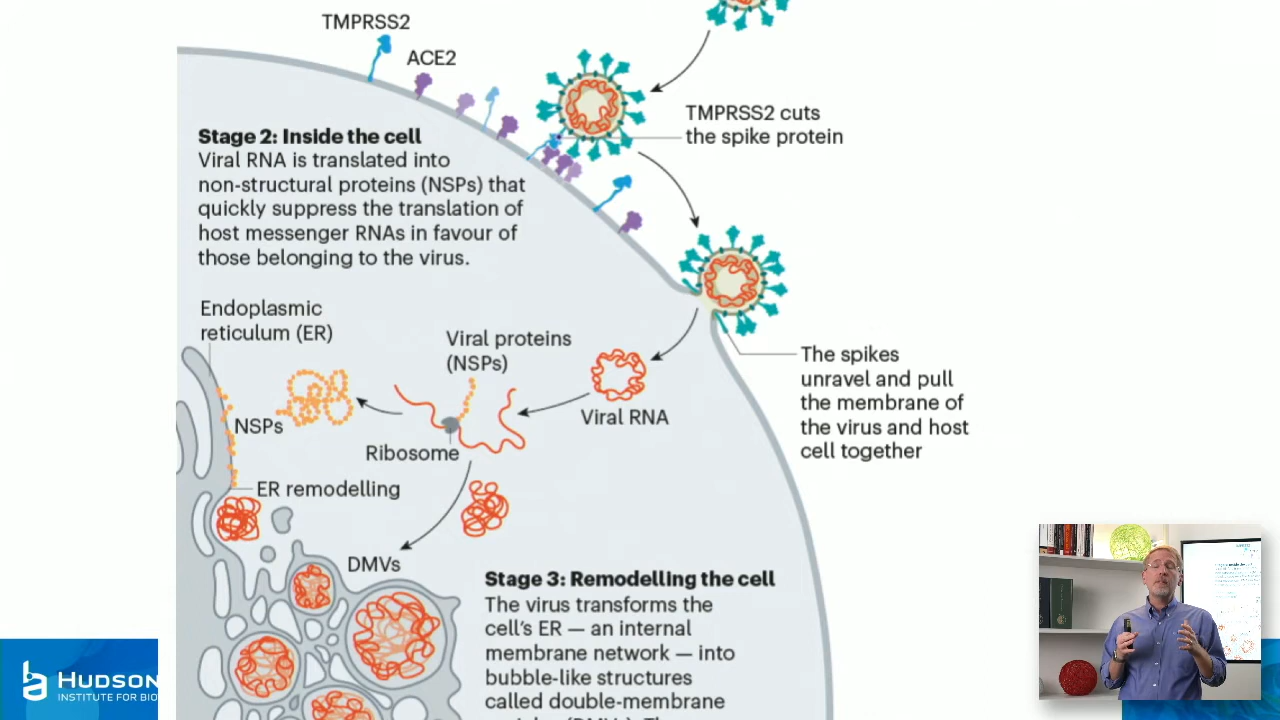 TMPRSS2
ACE2
TMPRSS2 cuts
the spike protein
Stage 2: Inside the cell
Viral RNA is translated into
non-structural proteins (NSPs) that
quickly suppress the translation of
host messenger RNAs in favour of
those belonging to the virus.
Endoplasmic
reticulum (ER)
Viral proteins
(NSPs)
The spikes
unravel and pull
the membrane of
the virus and host
cell together
Viral RNA
NSPs
Ribosome
ER remodelling
DMVs
Stage 3: Remodelling the cell
The virus transforms the
cell's ER — an internal
membrane network — into
bubble-like structures
called double-membrane
HUDSON
INSTITUTE FOR BIO